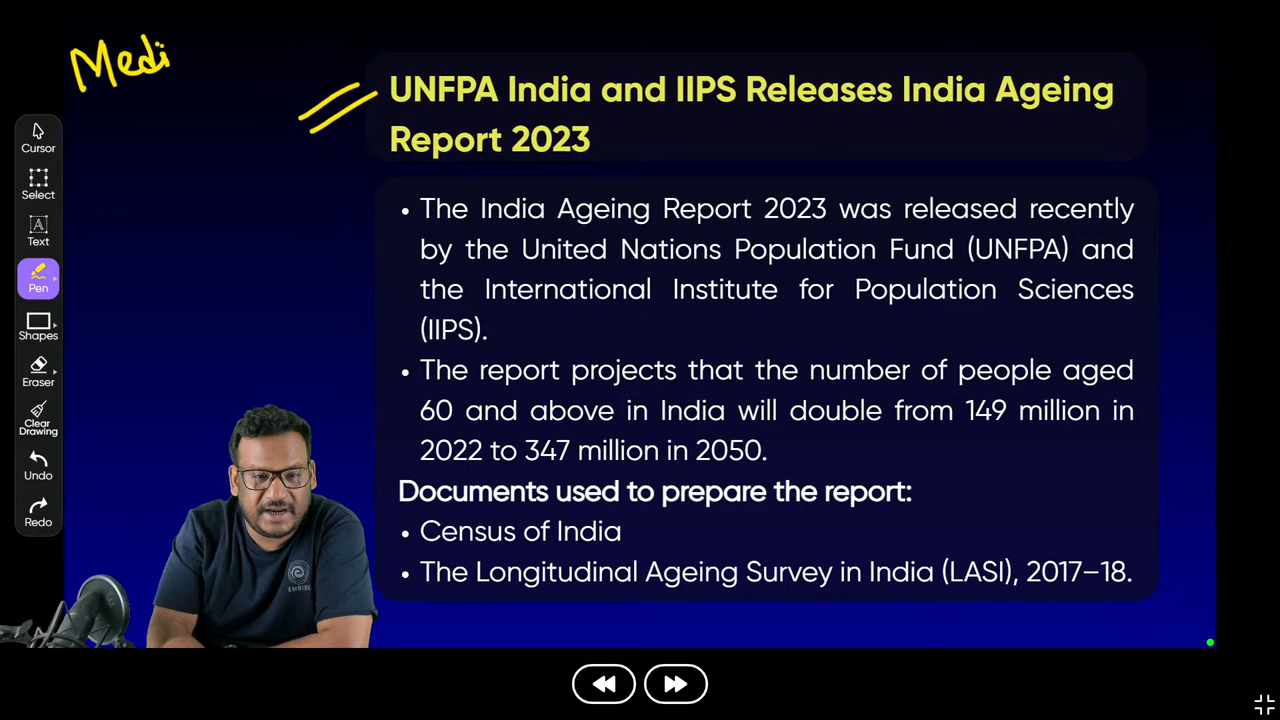 Medi
UNFPA India and IIPS Releases India Ageing
Report 2023
Cursor
Select
Text
Pen
Shapes
Eraser
Clear
Drawing
Undo
Redo
• The India Ageing Report 2023 was released recently
by the United Nations Population Fund (UNFPA) and
the International Institute for Population Sciences
(IIPS).
• The report projects that the number of people aged
60 and above in India will double from 149 million in
2022 to 347 million in 2050.
Documents used to prepare the report:
• Census of India
• The Longitudinal Ageing Survey in India (LASI), 2017–18.
EMBIBE